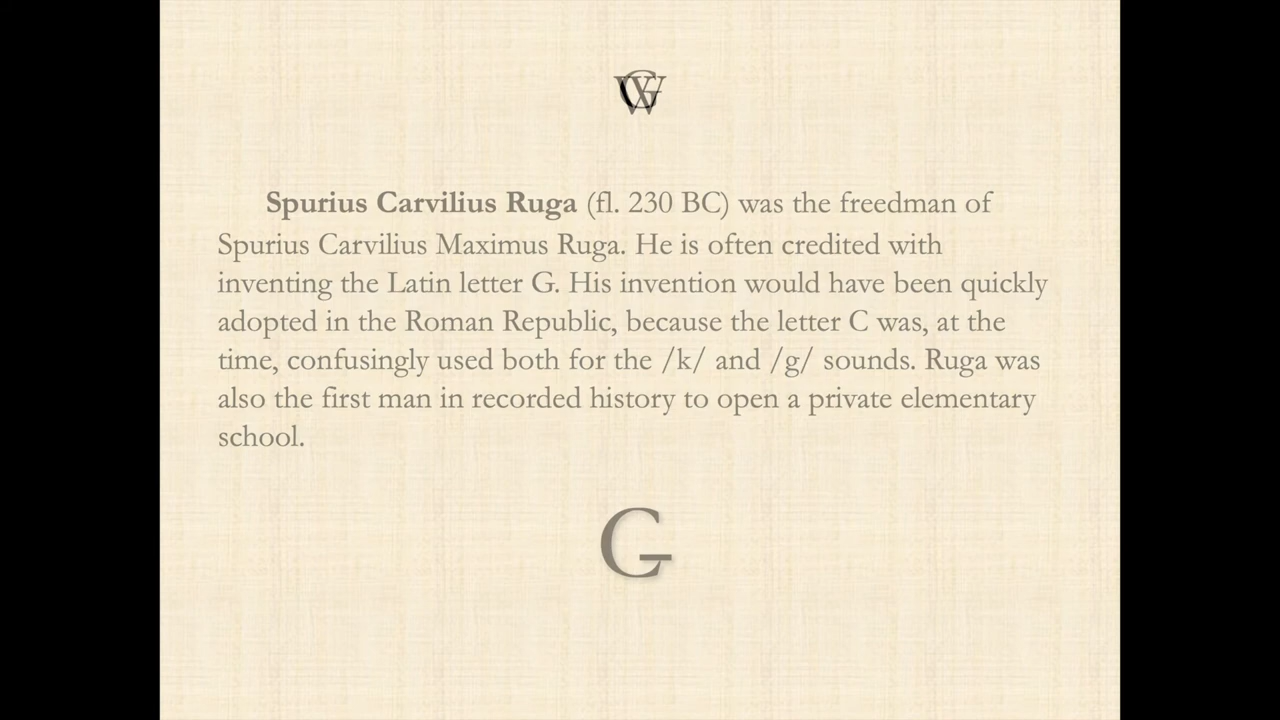 Spurius Carvilius Ruga (fl. 230 BC) was the freedman of
Spurius Carvilius Maximus Ruga. He is often credited with
inventing the Latin letter G. His invention would have been quickly
adopted in the Roman Republic, because the letter C was, at the
time, confusingly used both for the /k/ and /g/ sounds. Ruga was
also the first man in recorded history to open a private elementary
school.
G